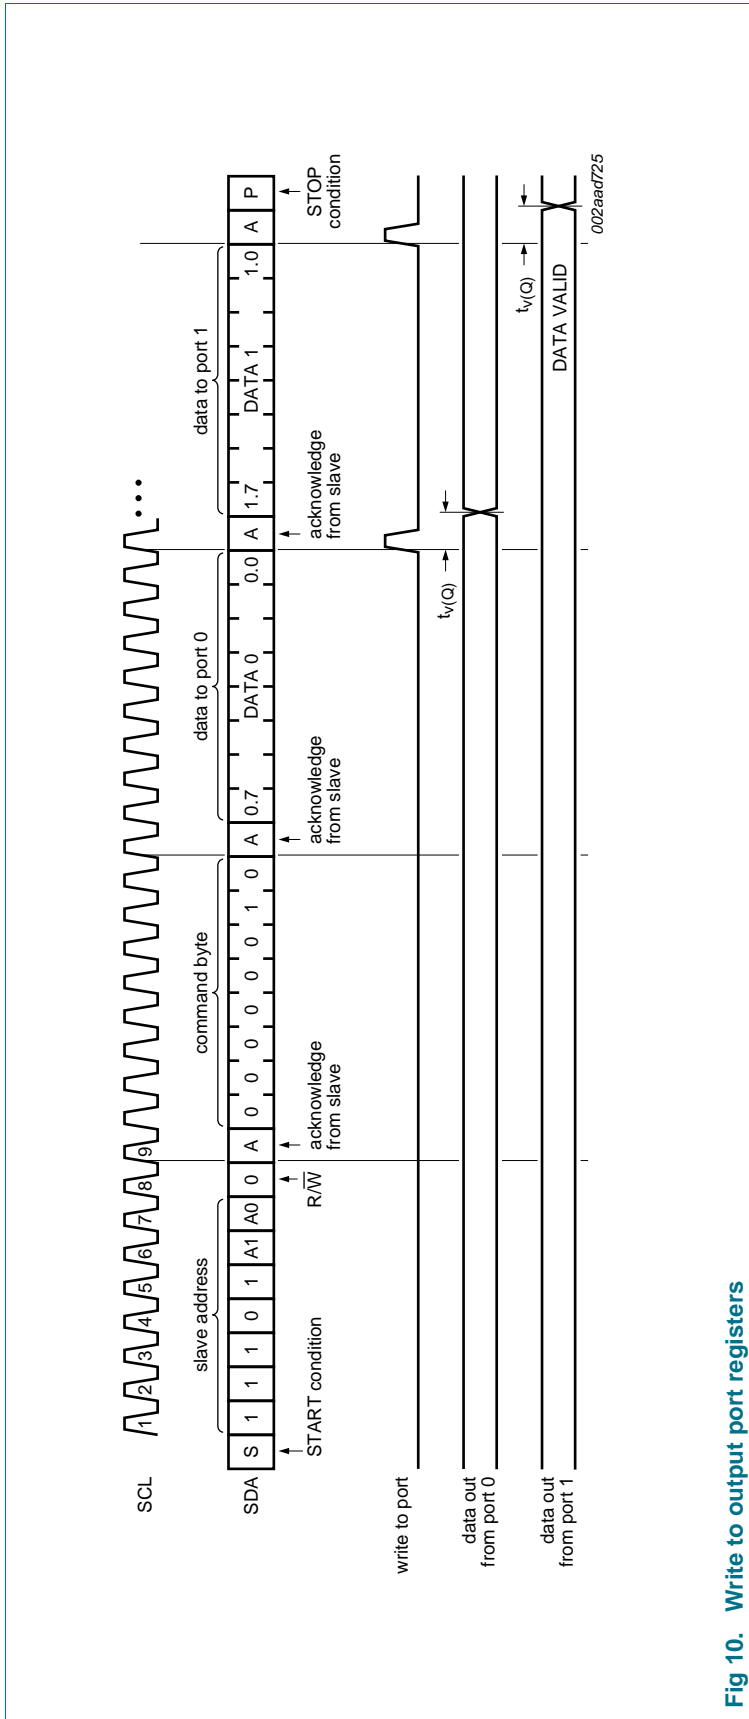 SCL
1 2 3 4 5 6 7 8 9
slave address
command byte
data to port 0
data to port 1
SDA
S 1 1 1 0 1 A1 A0 0 A 0 0 0 0 0 0 1 0 A 0.7 DATA 0 0.0 A 1.7 DATA 1 1.0 A P
START condition
R/W
acknowledge
from slave
acknowledge
from slave
acknowledge
from slave
STOP
condition
write to port
data out
from port 0
tv(Q)
data out
from port 1
tv(Q)
DATA VALID
002aad725
Fig 10. Write to output port registers